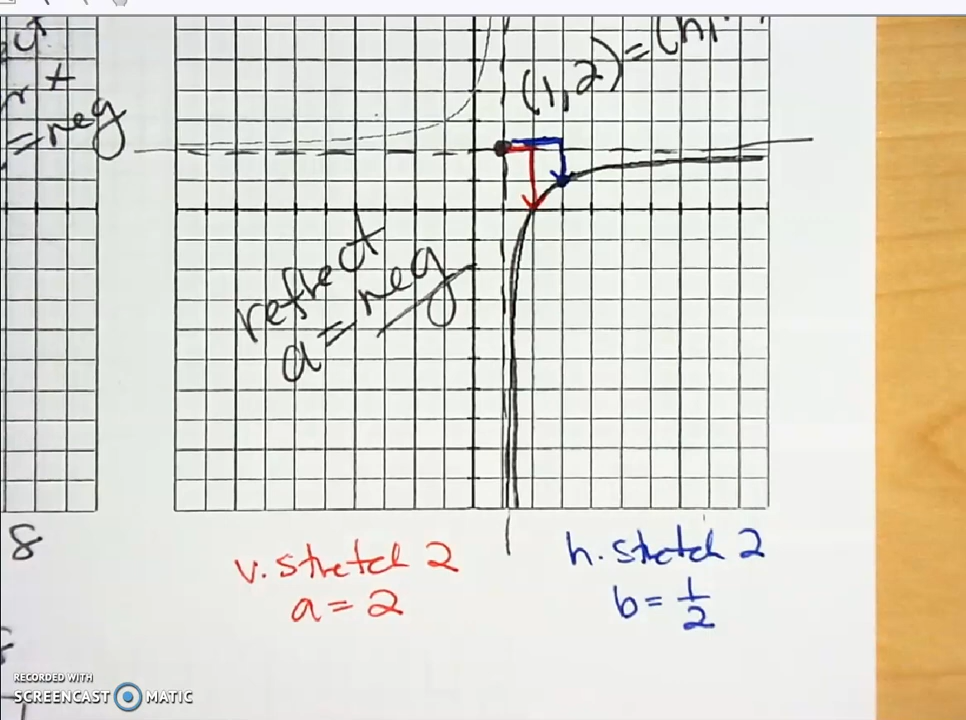 = neg
(1,2) = (h,
reflect
a = neg
8
v. stretch 2
a = 2
h. stretch 2
b = 1/2
RECORDED WITH
SCREENCAST MATIC